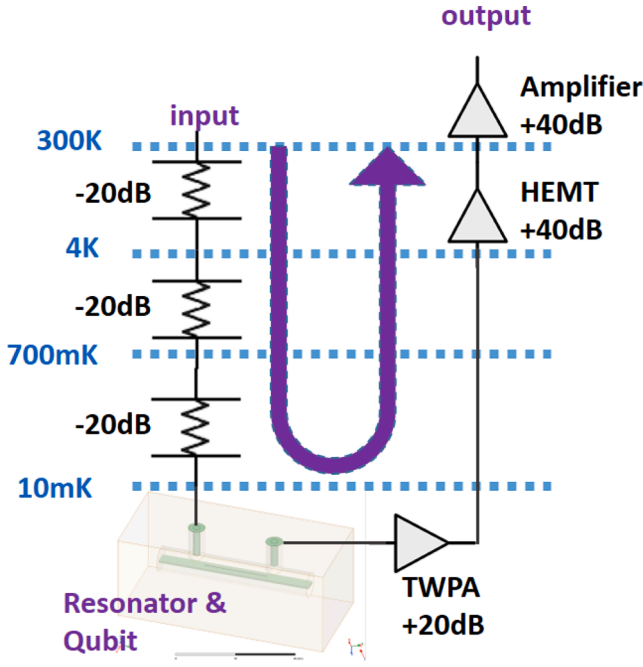 output
Amplifier
+40dB
input
300K
-20dB
HEMT
+40dB
4K
-20dB
700mK
-20dB
10mK
TWPA
+20dB
Resonator &
Qubit